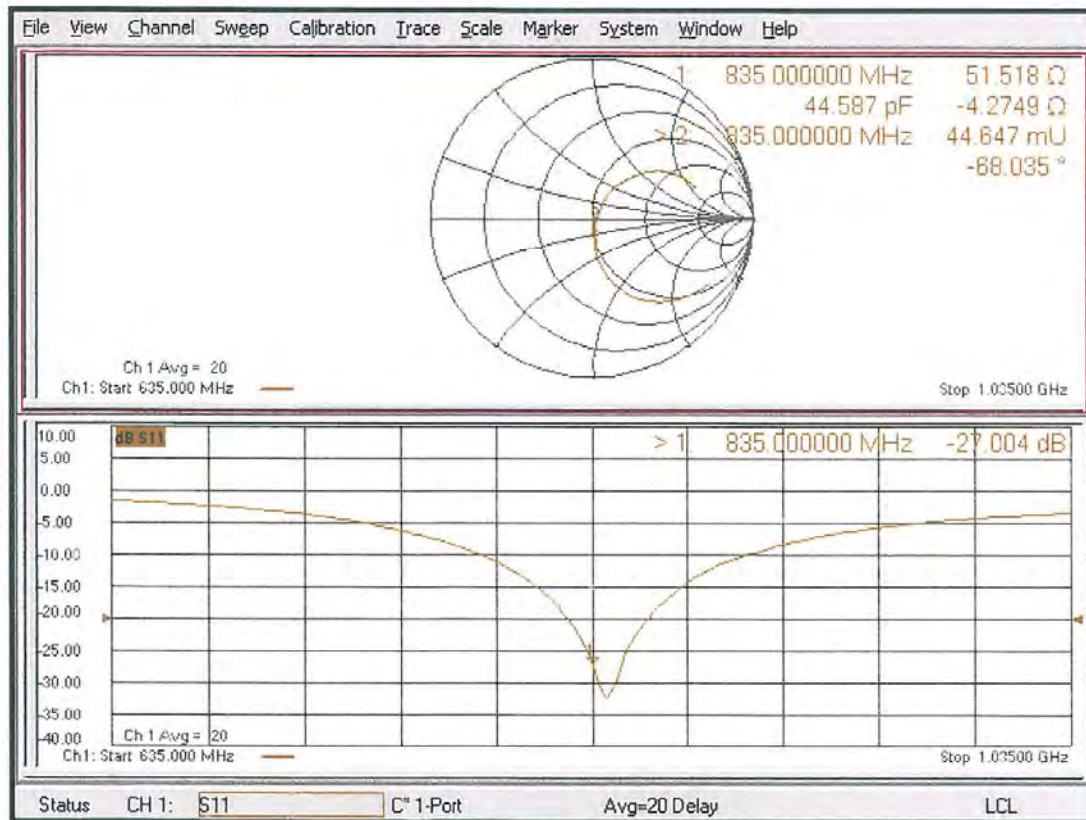 File View Channel Sweep Calibration Trace Scale Marker System Window Help
1: 835.000000 MHz 51.518 Ω
44.587 pF -4.2749 Ω
> 2: 835.000000 MHz 44.647 mU
-68.035 °
Ch 1 Avg = 20
Ch1: Start 635.000 MHz
Stop 1.03500 GHz
10.00
dB S11
> 1: 835.000000 MHz -27.004 dB
5.00
0.00
-5.00
-10.00
-15.00
-20.00
-25.00
-30.00
-35.00
-40.00
Ch 1 Avg = 20
Ch1: Start 635.000 MHz
Stop 1.03500 GHz
Status CH 1: S11 C* 1-Port Avg=20 Delay LCL